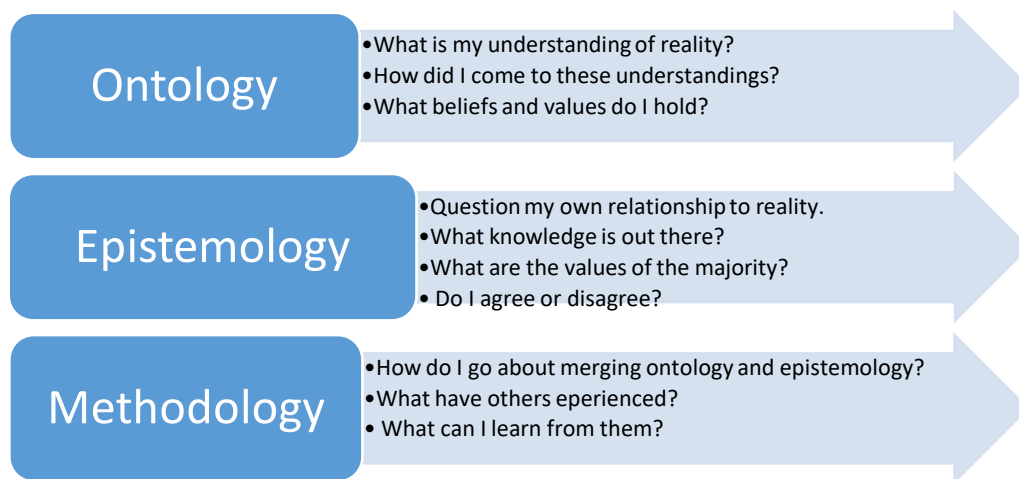 Ontology
•What is my understanding of reality?
•How did I come to these understandings?
•What beliefs and values do I hold?
Epistemology
•Question my own relationship to reality.
•What knowledge is out there?
•What are the values of the majority?
• Do I agree or disagree?
Methodology
•How do I go about merging ontology and epistemology?
•What have others eperienced?
• What can I learn from them?